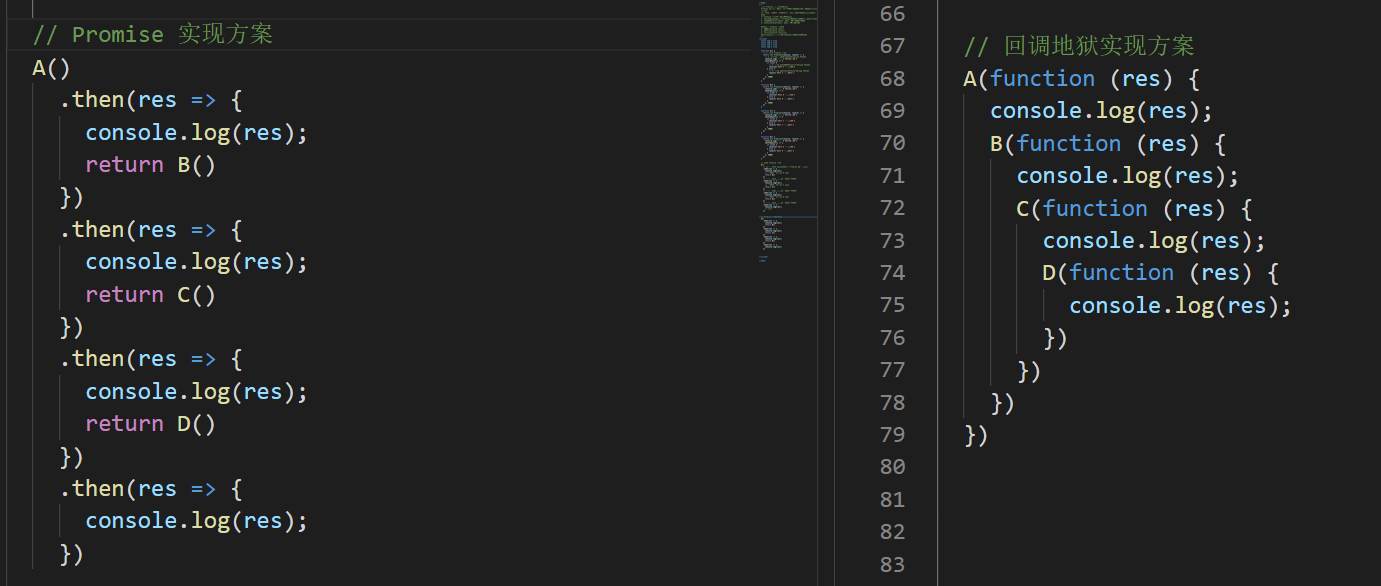 // Promise 实现方案
A()
  .then(res => {
    console.log(res);
    return B()
  })
  .then(res => {
    console.log(res);
    return C()
  })
  .then(res => {
    console.log(res);
    return D()
  })
  .then(res => {
    console.log(res);
  })
66
67 // 回调地狱实现方案
68 A(function (res) {
69   console.log(res);
70   B(function (res) {
71     console.log(res);
72     C(function (res) {
73       console.log(res);
74       D(function (res) {
75         console.log(res);
76       })
77     })
78   })
79 })
80
81
82
83